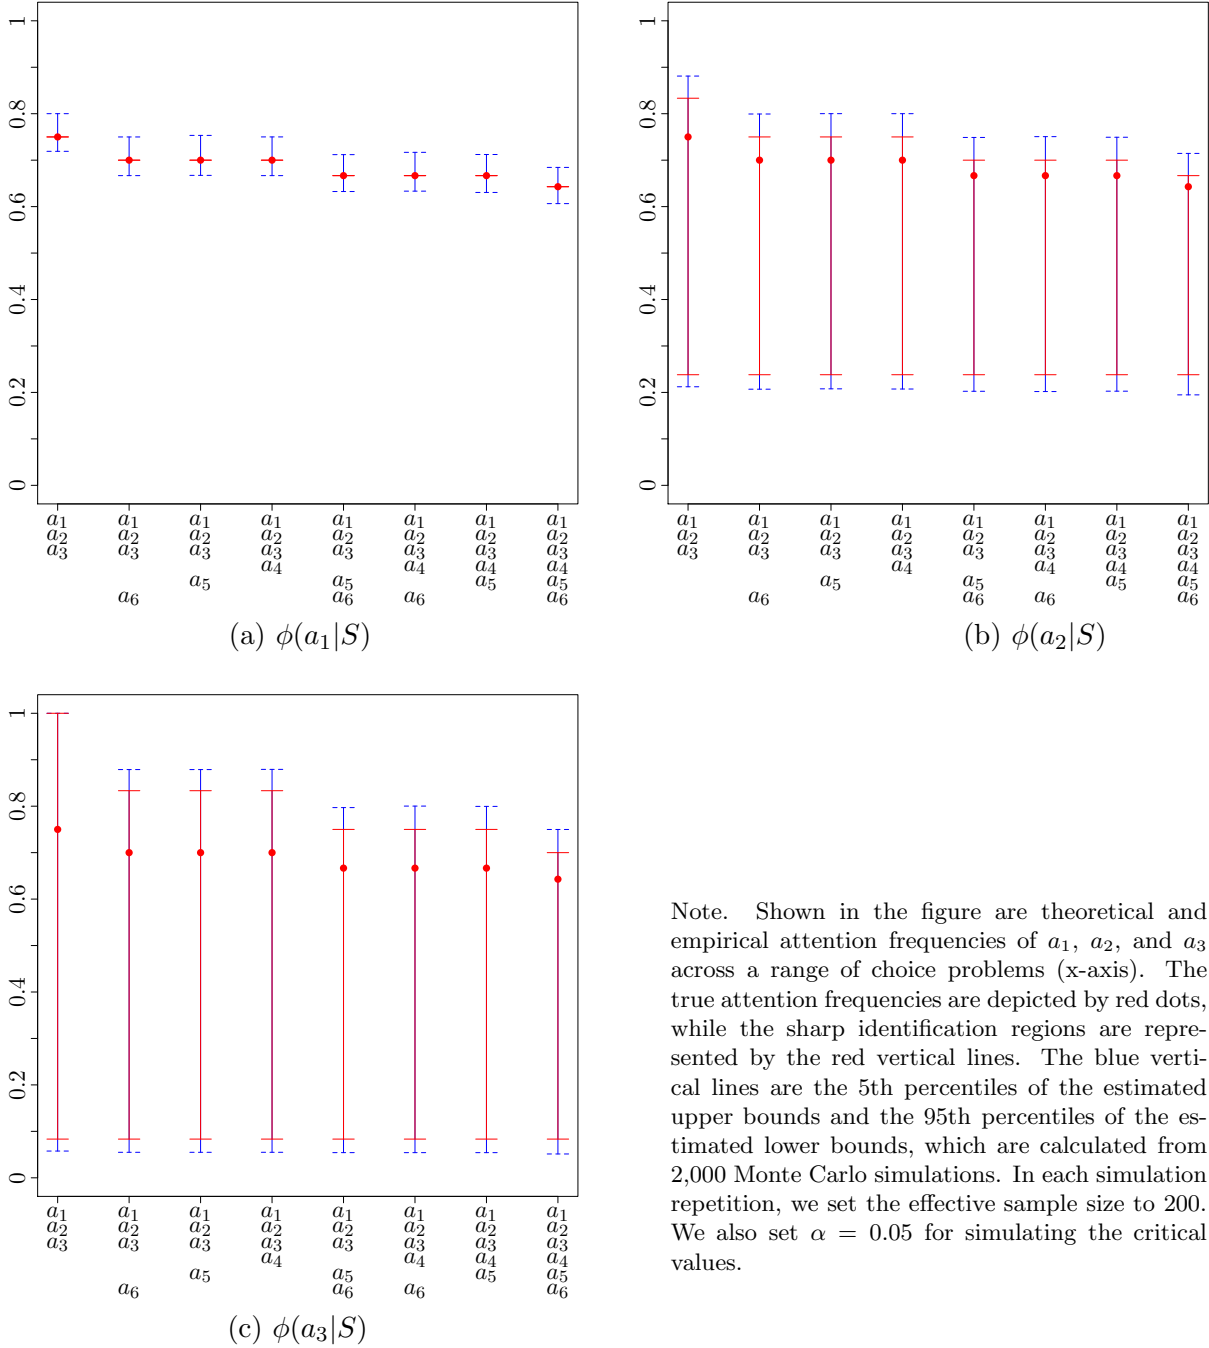 1
0.8
0.6
0.4
0.2
0
a1 a1 a1 a1 a1 a1 a1 a1
a2 a2 a2 a2 a2 a2 a2 a2
a3 a3 a3 a3 a3 a3 a3 a3
a4 a4 a4 a4
a5 a5 a5 a5
a6 a6 a6 a6
(a) ϕ(a1|S)
1
0.8
0.6
0.4
0.2
0
a1 a1 a1 a1 a1 a1 a1 a1
a2 a2 a2 a2 a2 a2 a2 a2
a3 a3 a3 a3 a3 a3 a3 a3
a4 a4 a4 a4
a5 a5 a5 a5
a6 a6 a6 a6
(b) ϕ(a2|S)
1
0.8
0.6
0.4
0.2
0
a1 a1 a1 a1 a1 a1 a1 a1
a2 a2 a2 a2 a2 a2 a2 a2
a3 a3 a3 a3 a3 a3 a3 a3
a4 a4 a4 a4
a5 a5 a5 a5
a6 a6 a6 a6
(c) ϕ(a3|S)
Note. Shown in the figure are theoretical and
empirical attention frequencies of a1, a2, and a3
across a range of choice problems (x-axis). The
true attention frequencies are depicted by red dots,
while the sharp identification regions are repre-
sented by the red vertical lines. The blue verti-
cal lines are the 5th percentiles of the estimated
upper bounds and the 95th percentiles of the es-
timated lower bounds, which are calculated from
2,000 Monte Carlo simulations. In each simulation
repetition, we set the effective sample size to 200.
We also set α = 0.05 for simulating the critical
values.